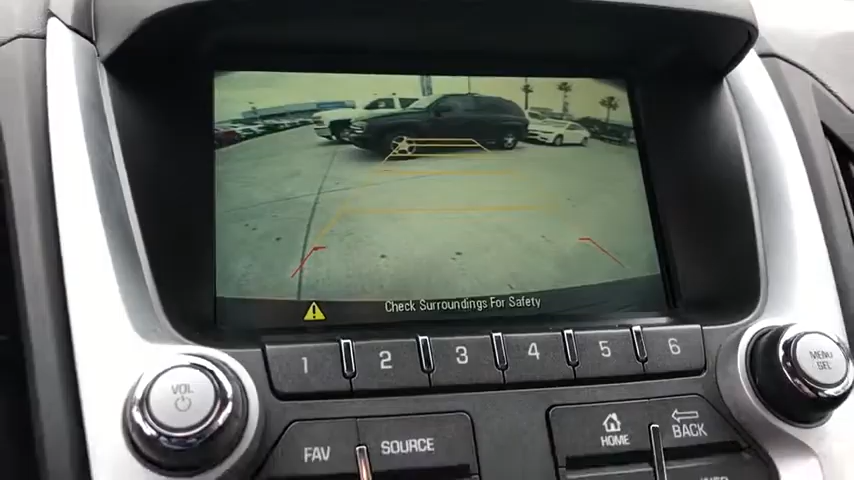 Check Surroundings For Safety
1 2 3 4 5 6
VOL
MENU
SEL
FAV
SOURCE
HOME
BACK